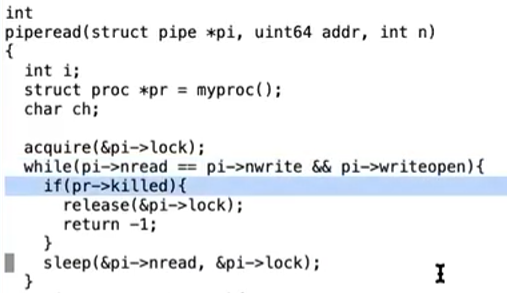 int
piperead(struct pipe *pi, uint64 addr, int n)
{
  int i;
  struct proc *pr = myproc();
  char ch;

  acquire(&pi->lock);
  while(pi->nread == pi->nwrite && pi->writeopen){
    if(pr->killed){
      release(&pi->lock);
      return -1;
    }
    sleep(&pi->nread, &pi->lock);
  }